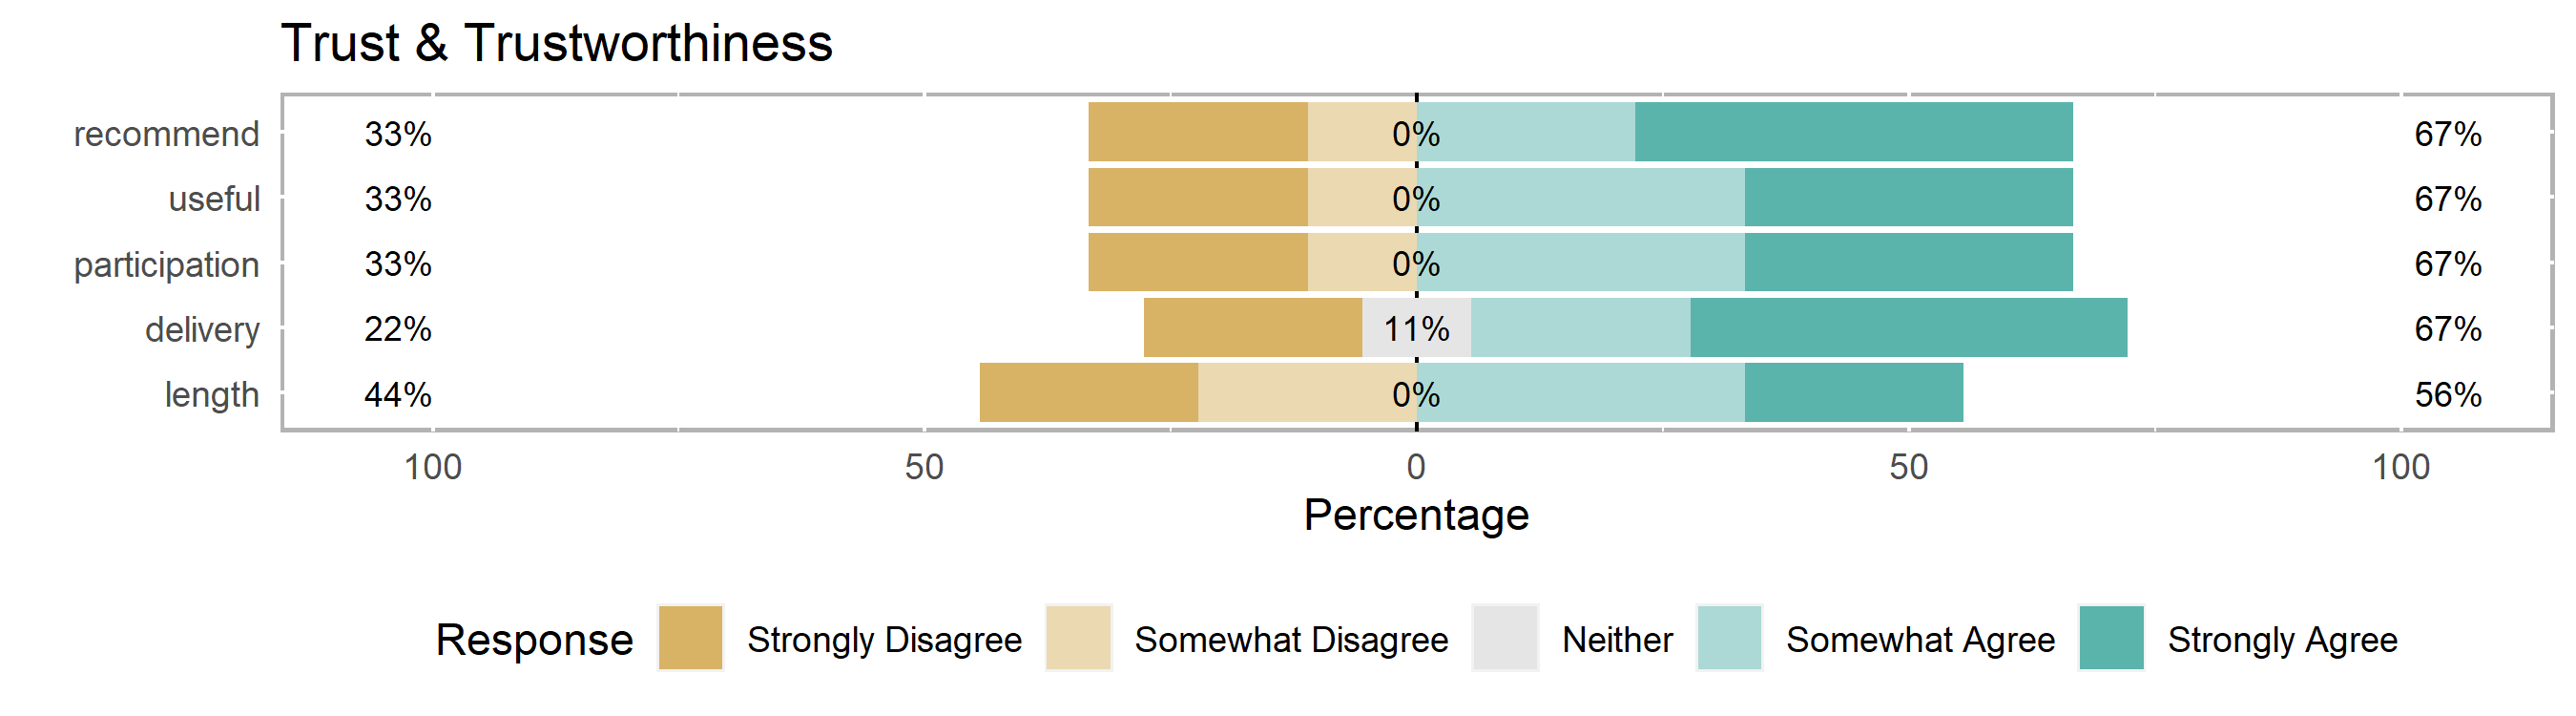 Trust & Trustworthiness
recommend 33% 0% 67%
useful 33% 0% 67%
participation 33% 0% 67%
delivery 22% 11% 67%
length 44% 0% 56%
100 50 0 50 100
Percentage
Response Strongly Disagree Somewhat Disagree Neither Somewhat Agree Strongly Agree